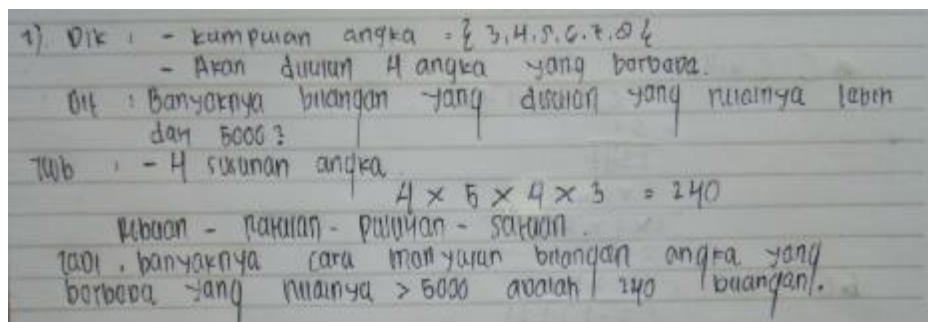 1) Dik : - kumpulan angka = { 3,4,5,6,7,8 {
- Akan disusun 4 angka yang berbeda.
Dit : Banyaknya bilangan yang disusun yang nilainya lebih
dari 5000?
Jwb : - 4 susunan angka
4 × 5 × 4 × 3 = 240
Ribuan - Ratusan - Puluhan - Satuan.
Jadi, banyaknya cara menyusun bilangan angka yang
berbeda yang nilainya > 5000 adalah 240 bilangan.